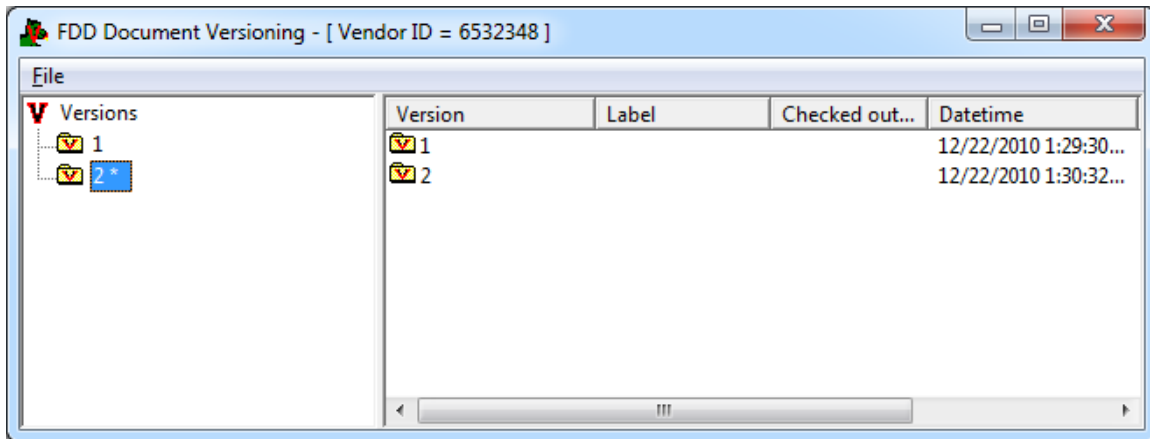 FDD Document Versioning - [ Vendor ID = 6532348 ]
File
Versions
1
2 *
Version Label Checked out... Datetime
1 12/22/2010 1:29:30...
2 12/22/2010 1:30:32...